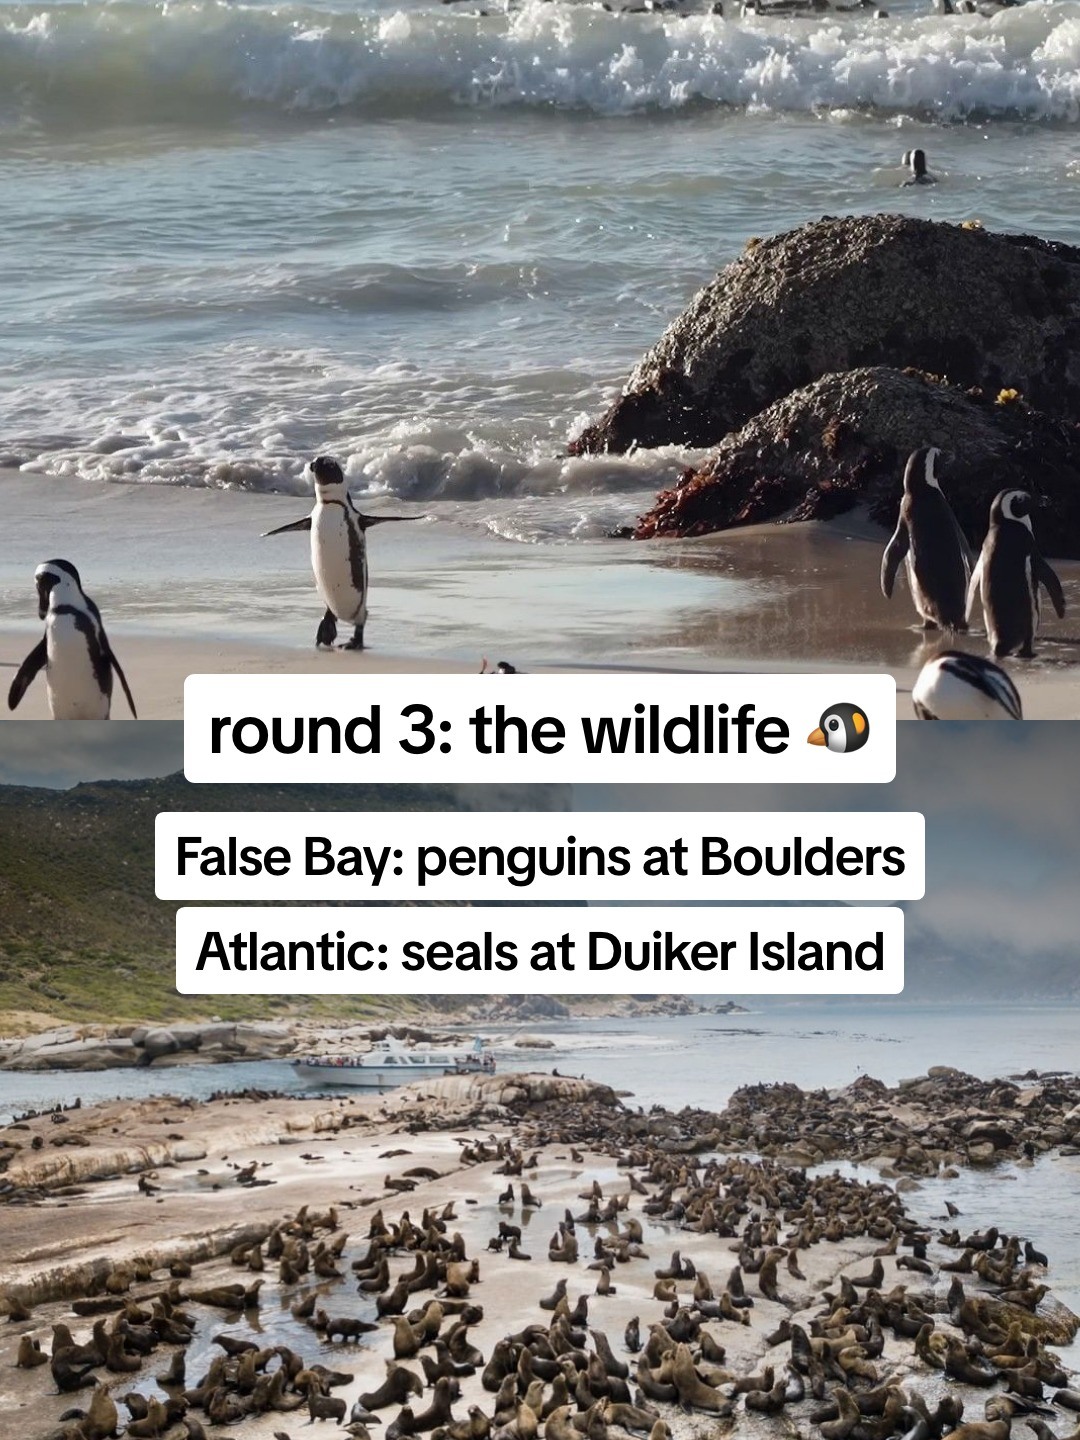 round 3: the wildlife 🐧
False Bay: penguins at Boulders
Atlantic: seals at Duiker Island